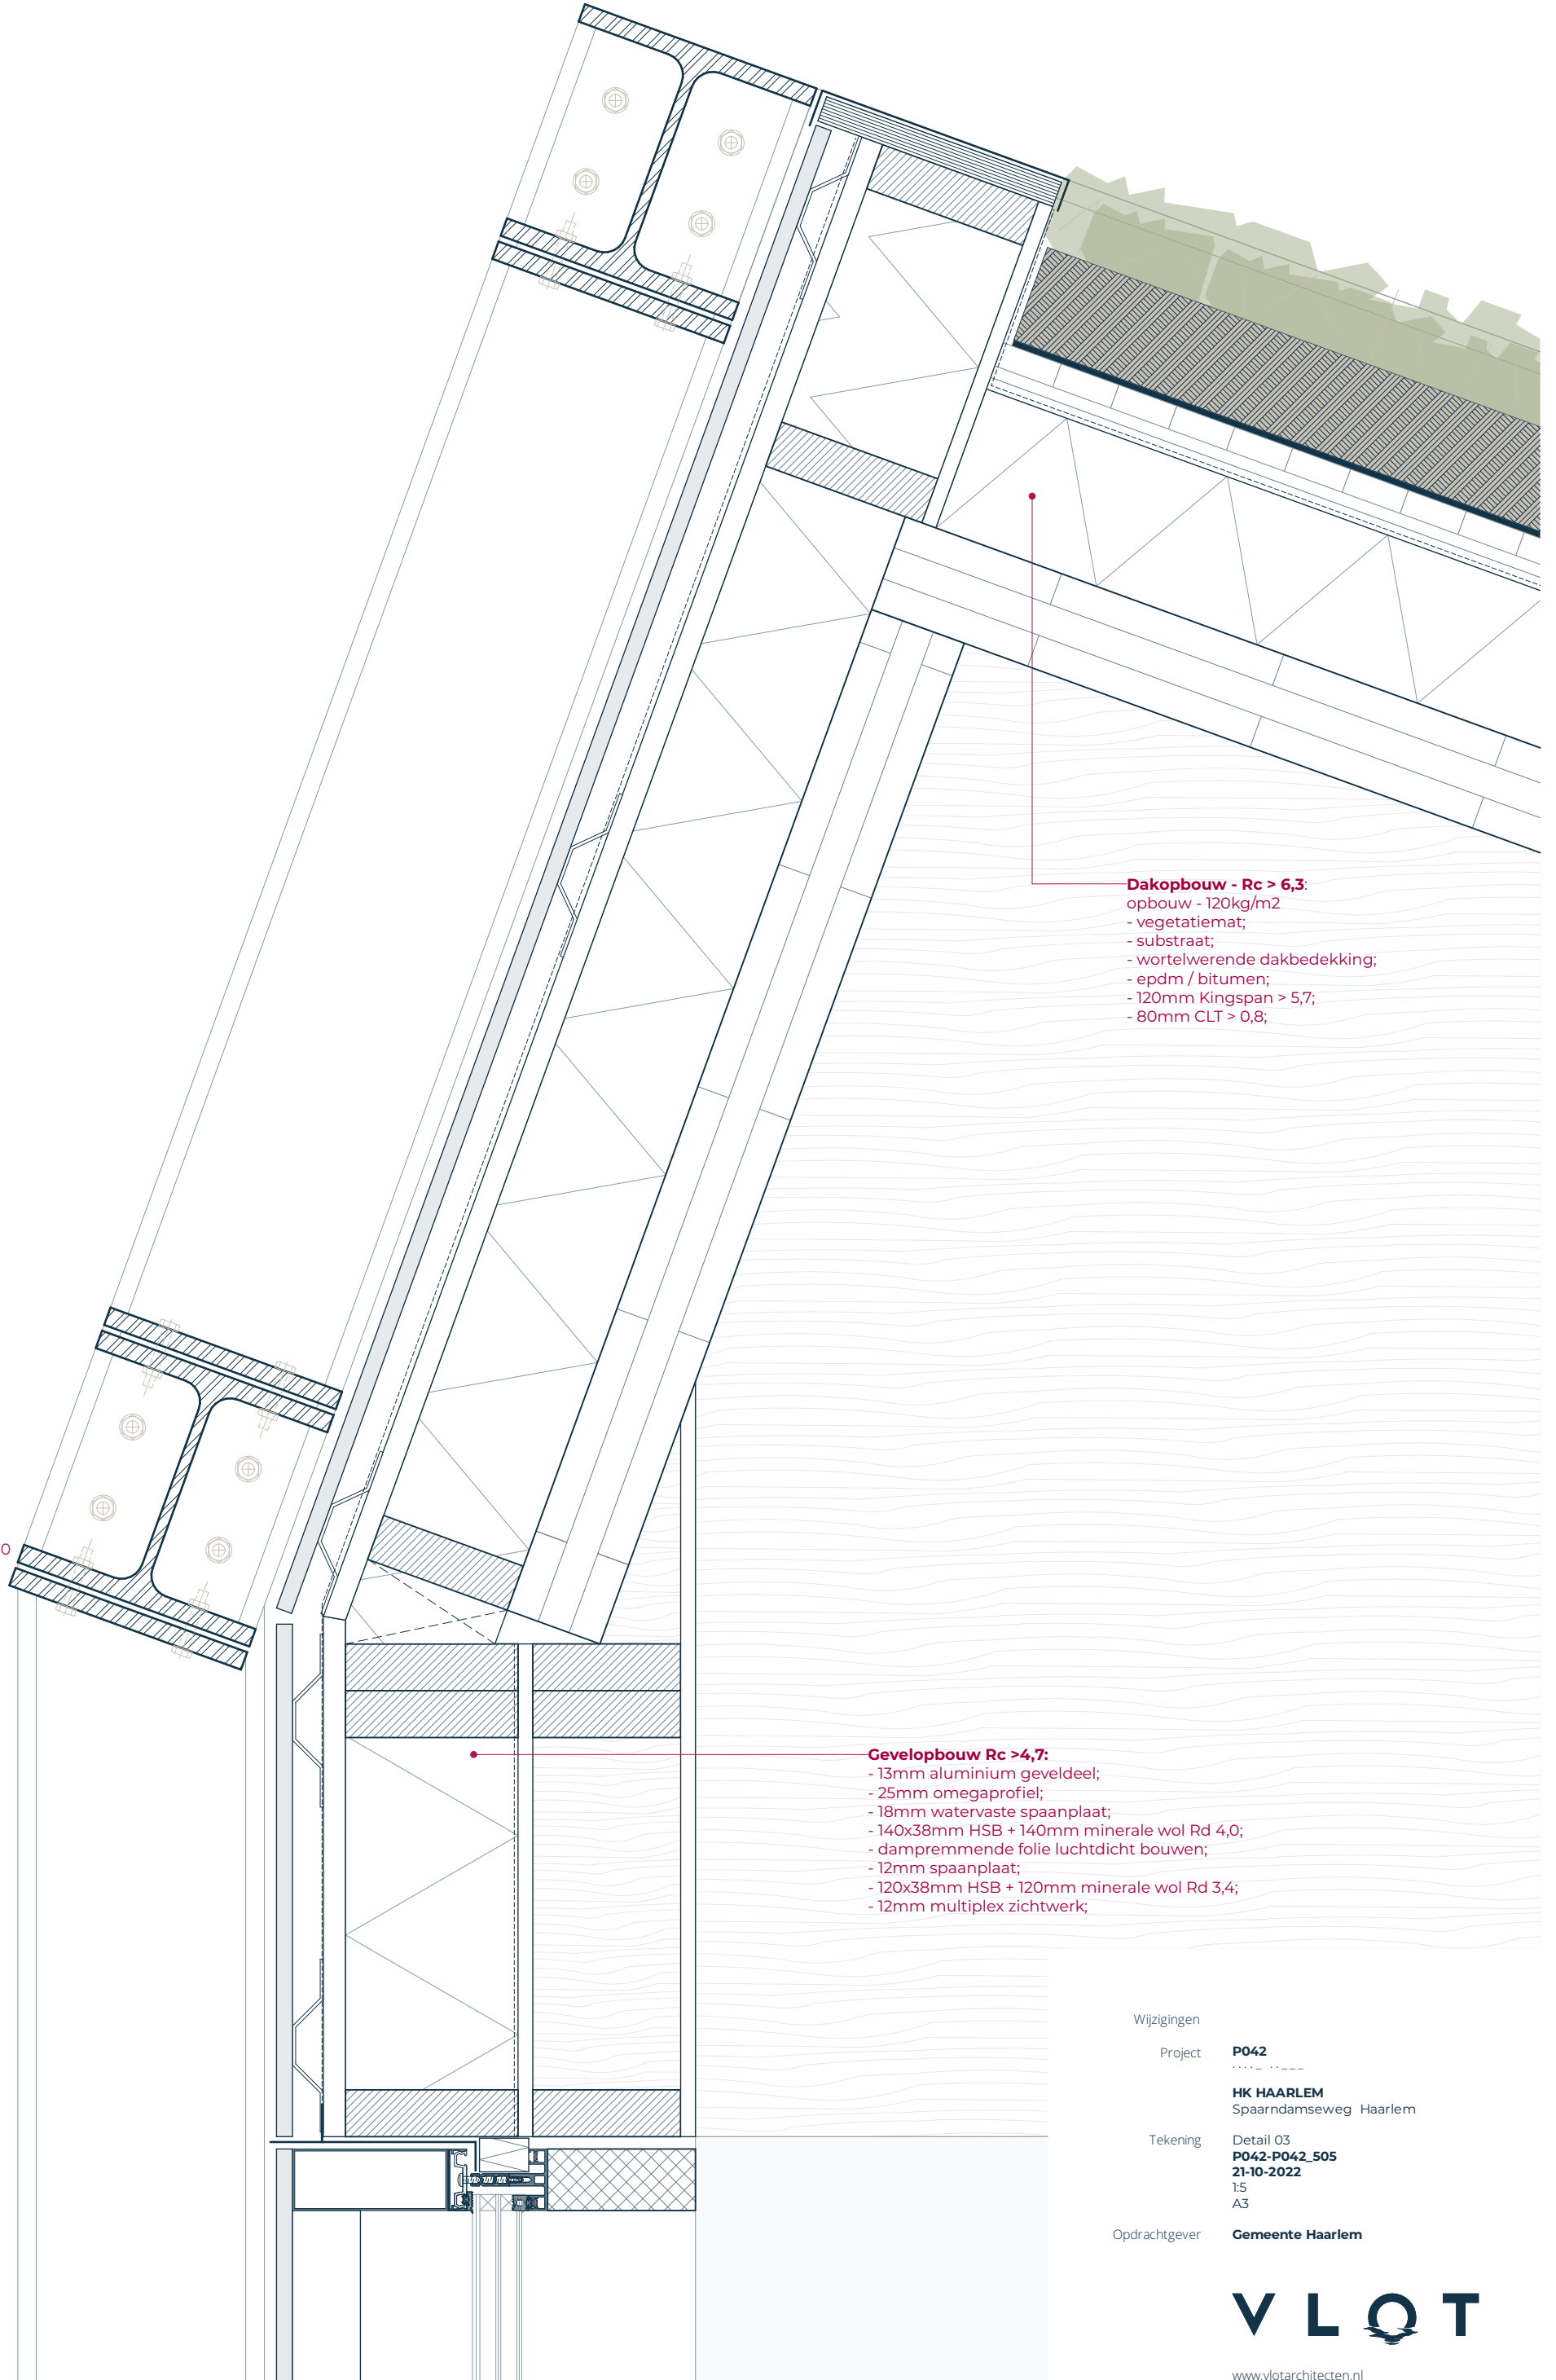 Dakopbouw - Rc > 6,3:
opbouw - 120kg/m2
- vegetatiemat;
- substraat;
- wortelwerende dakbedekking;
- epdm / bitumen;
- 120mm Kingspan > 5,7;
- 80mm CLT > 0,8;
0
Gevelopbouw Rc >4,7:
- 13mm aluminium geveldeel;
- 25mm omegaprofiel;
- 18mm watervaste spaanplaat;
- 140x38mm HSB + 140mm minerale wol Rd 4,0;
- dampremmende folie luchtdicht bouwen;
- 12mm spaanplaat;
- 120x38mm HSB + 120mm minerale wol Rd 3,4;
- 12mm multiplex zichtwerk;
Wijzigingen
Project P042
HK HAARLEM
Spaarndamseweg Haarlem
Tekening Detail 03
P042-P042_505
21-10-2022
1:5
A3
Opdrachtgever Gemeente Haarlem
VLOT
www.vlotarchitecten.nl